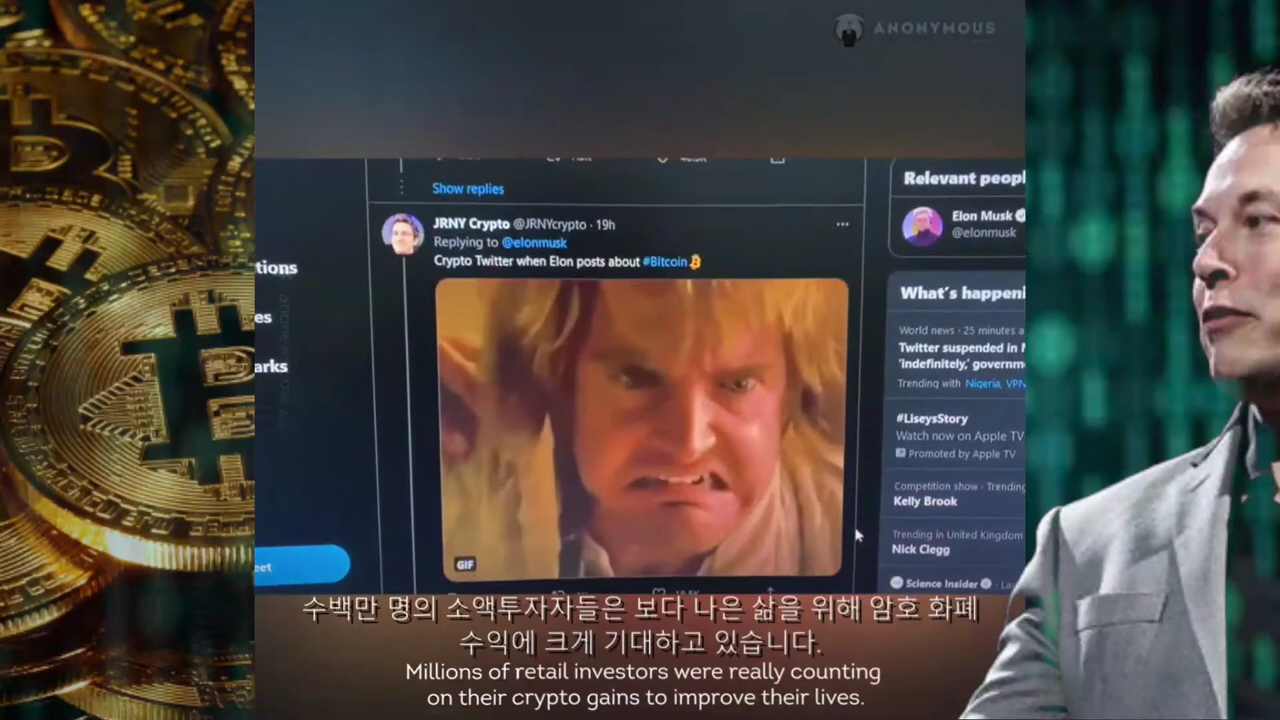 ANONYMOUS
Show replies
JRNY Crypto @JRNYcrypto · 19h
Replying to @elonmusk
Crypto Twitter when Elon posts about #Bitcoin
GIF
tions
es
arks
eet
Relevant peopl
Elon Musk
@elonmusk
What's happeni
World news · 25 minutes a
Twitter suspended in N
'indefinitely,' governm
Trending with Nigeria, VPN
#LiseysStory
Watch now on Apple TV
Promoted by Apple TV
Competition show · Trending
Kelly Brook
Trending in United Kingdom
Nick Clegg
Science Insider
수백만 명의 소액투자자들은 보다 나은 삶을 위해 암호 화폐
수익에 크게 기대하고 있습니다.
Millions of retail investors were really counting
on their crypto gains to improve their lives.